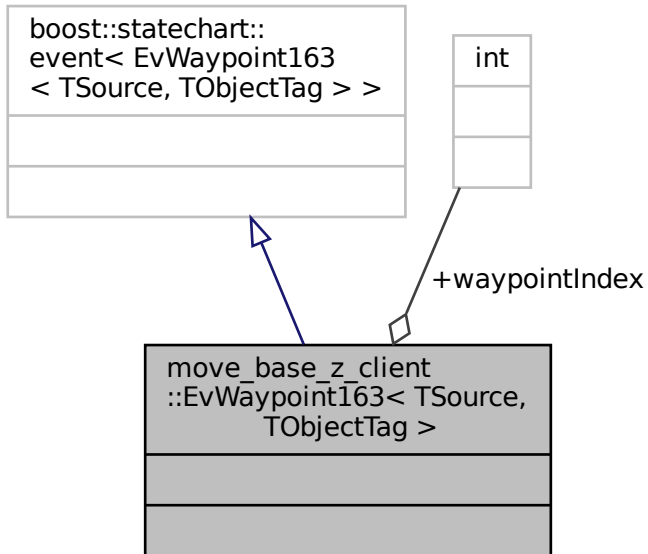 boost::statechart::
event< EvWaypoint163
< TSource, TObjectTag > >
int
+waypointIndex
move_base_z_client
::EvWaypoint163< TSource,
TObjectTag >